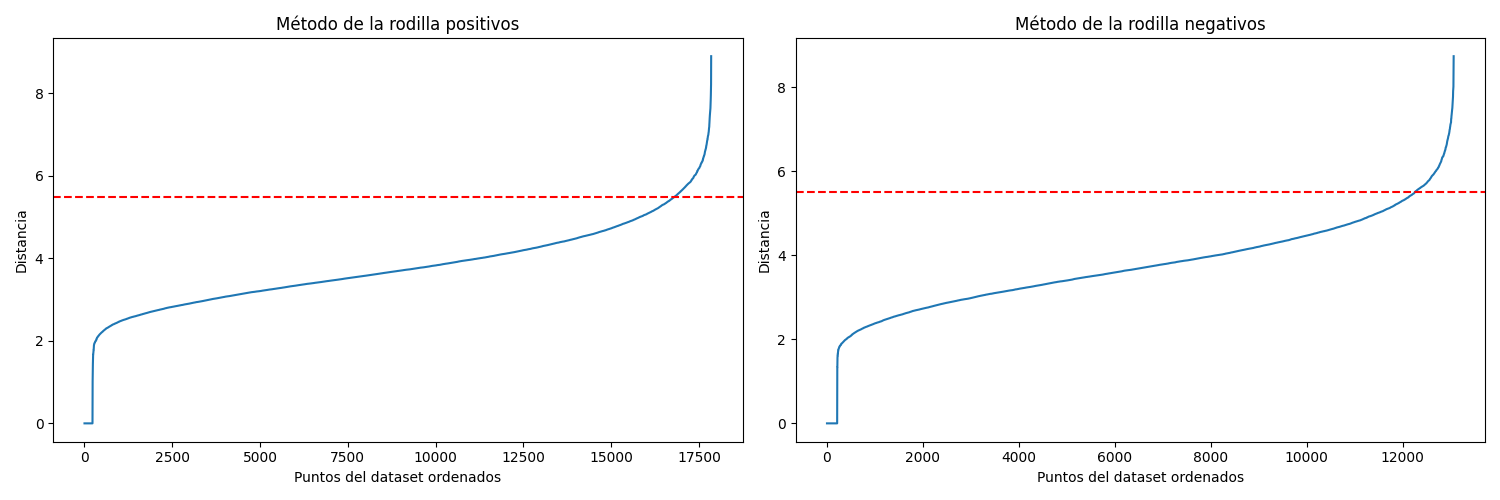 Método de la rodilla positivos
Distancia
8
6
4
2
0
0 2500 5000 7500 10000 12500 15000 17500
Puntos del dataset ordenados
Método de la rodilla negativos
Distancia
8
6
4
2
0
0 2000 4000 6000 8000 10000 12000
Puntos del dataset ordenados